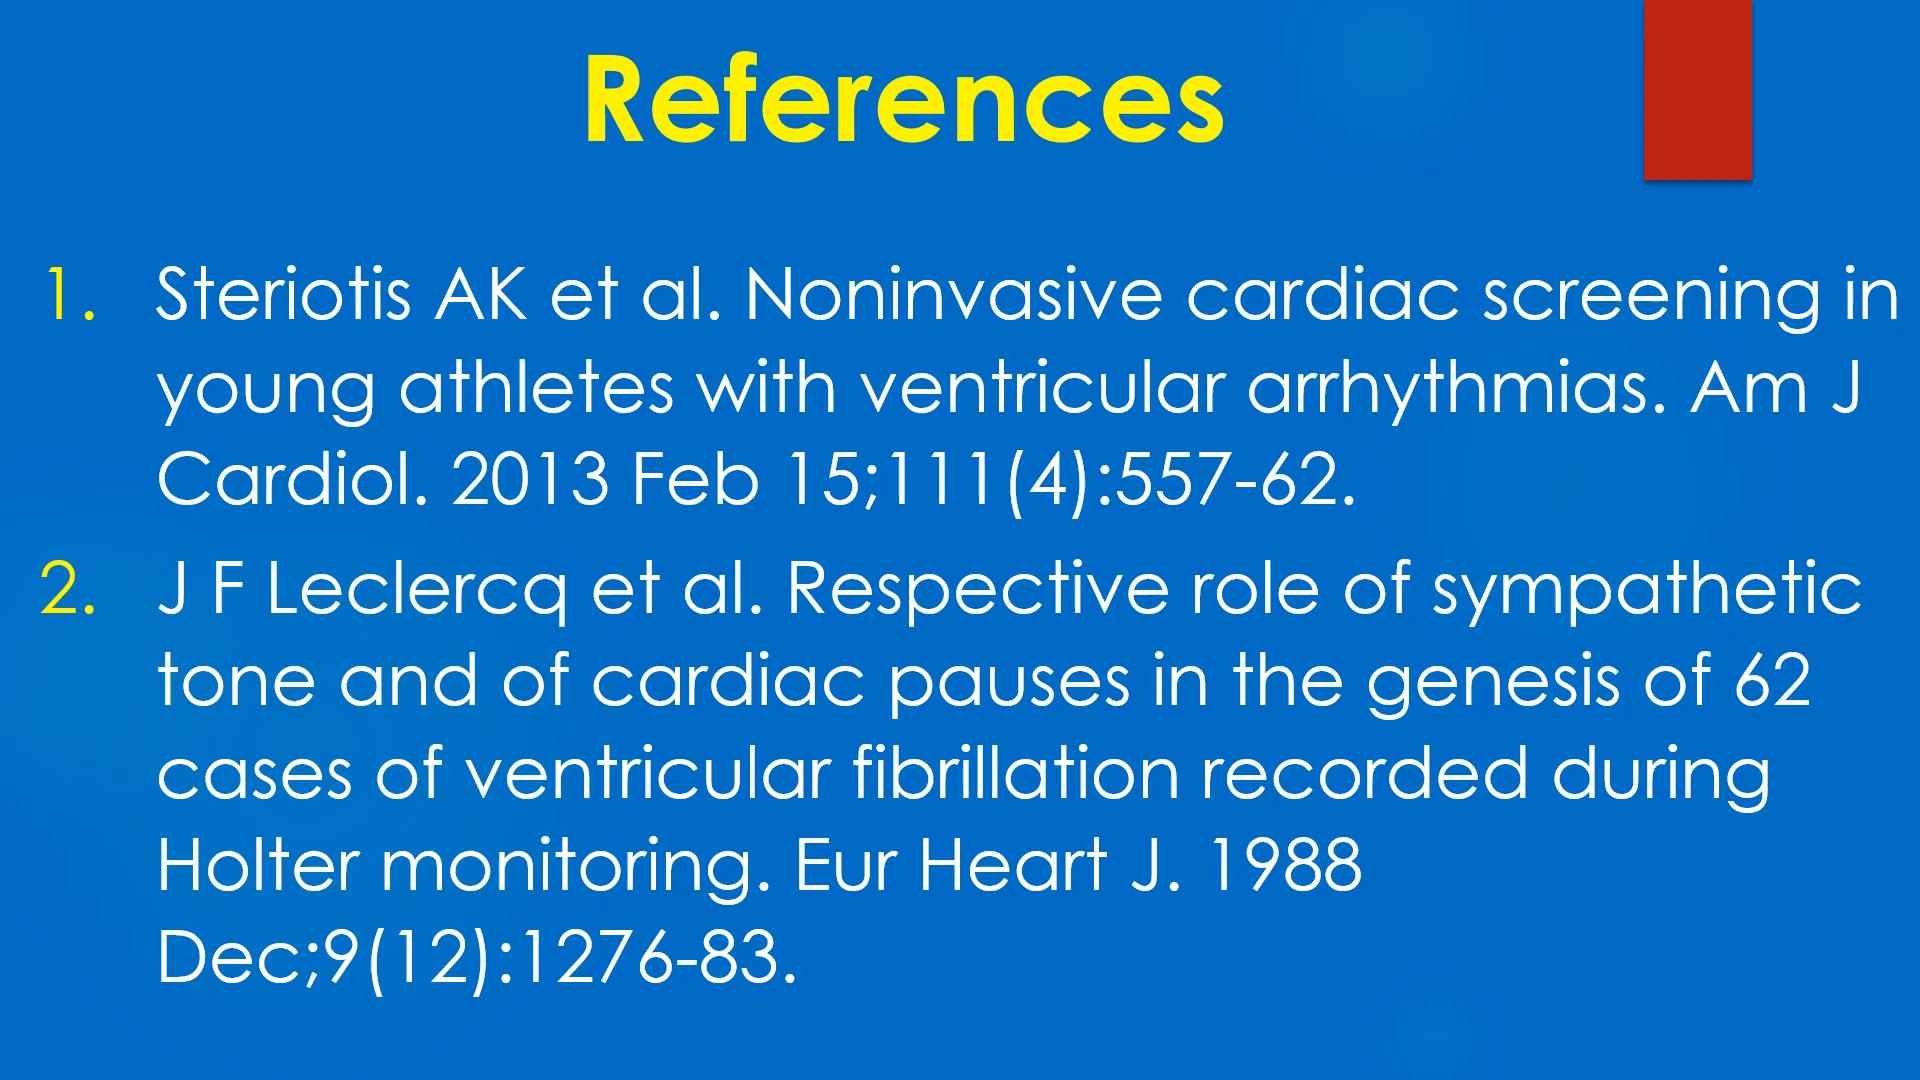 References
1. Steriotis AK et al. Noninvasive cardiac screening in
young athletes with ventricular arrhythmias. Am J
Cardiol. 2013 Feb 15;111(4):557-62.
2. J F Leclercq et al. Respective role of sympathetic
tone and of cardiac pauses in the genesis of 62
cases of ventricular fibrillation recorded during
Holter monitoring. Eur Heart J. 1988
Dec;9(12):1276-83.